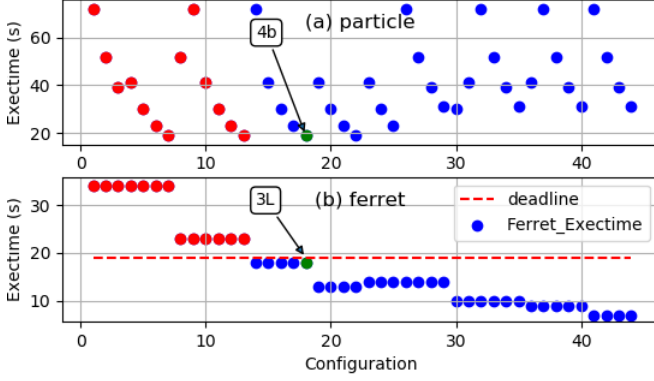 (a) particle
4b
Exectime (s)
60
40
20
0
10
20
30
40
(b) ferret
3L
deadline
Ferret_Exectime
Exectime (s)
30
20
10
0
10
20
30
40
Configuration